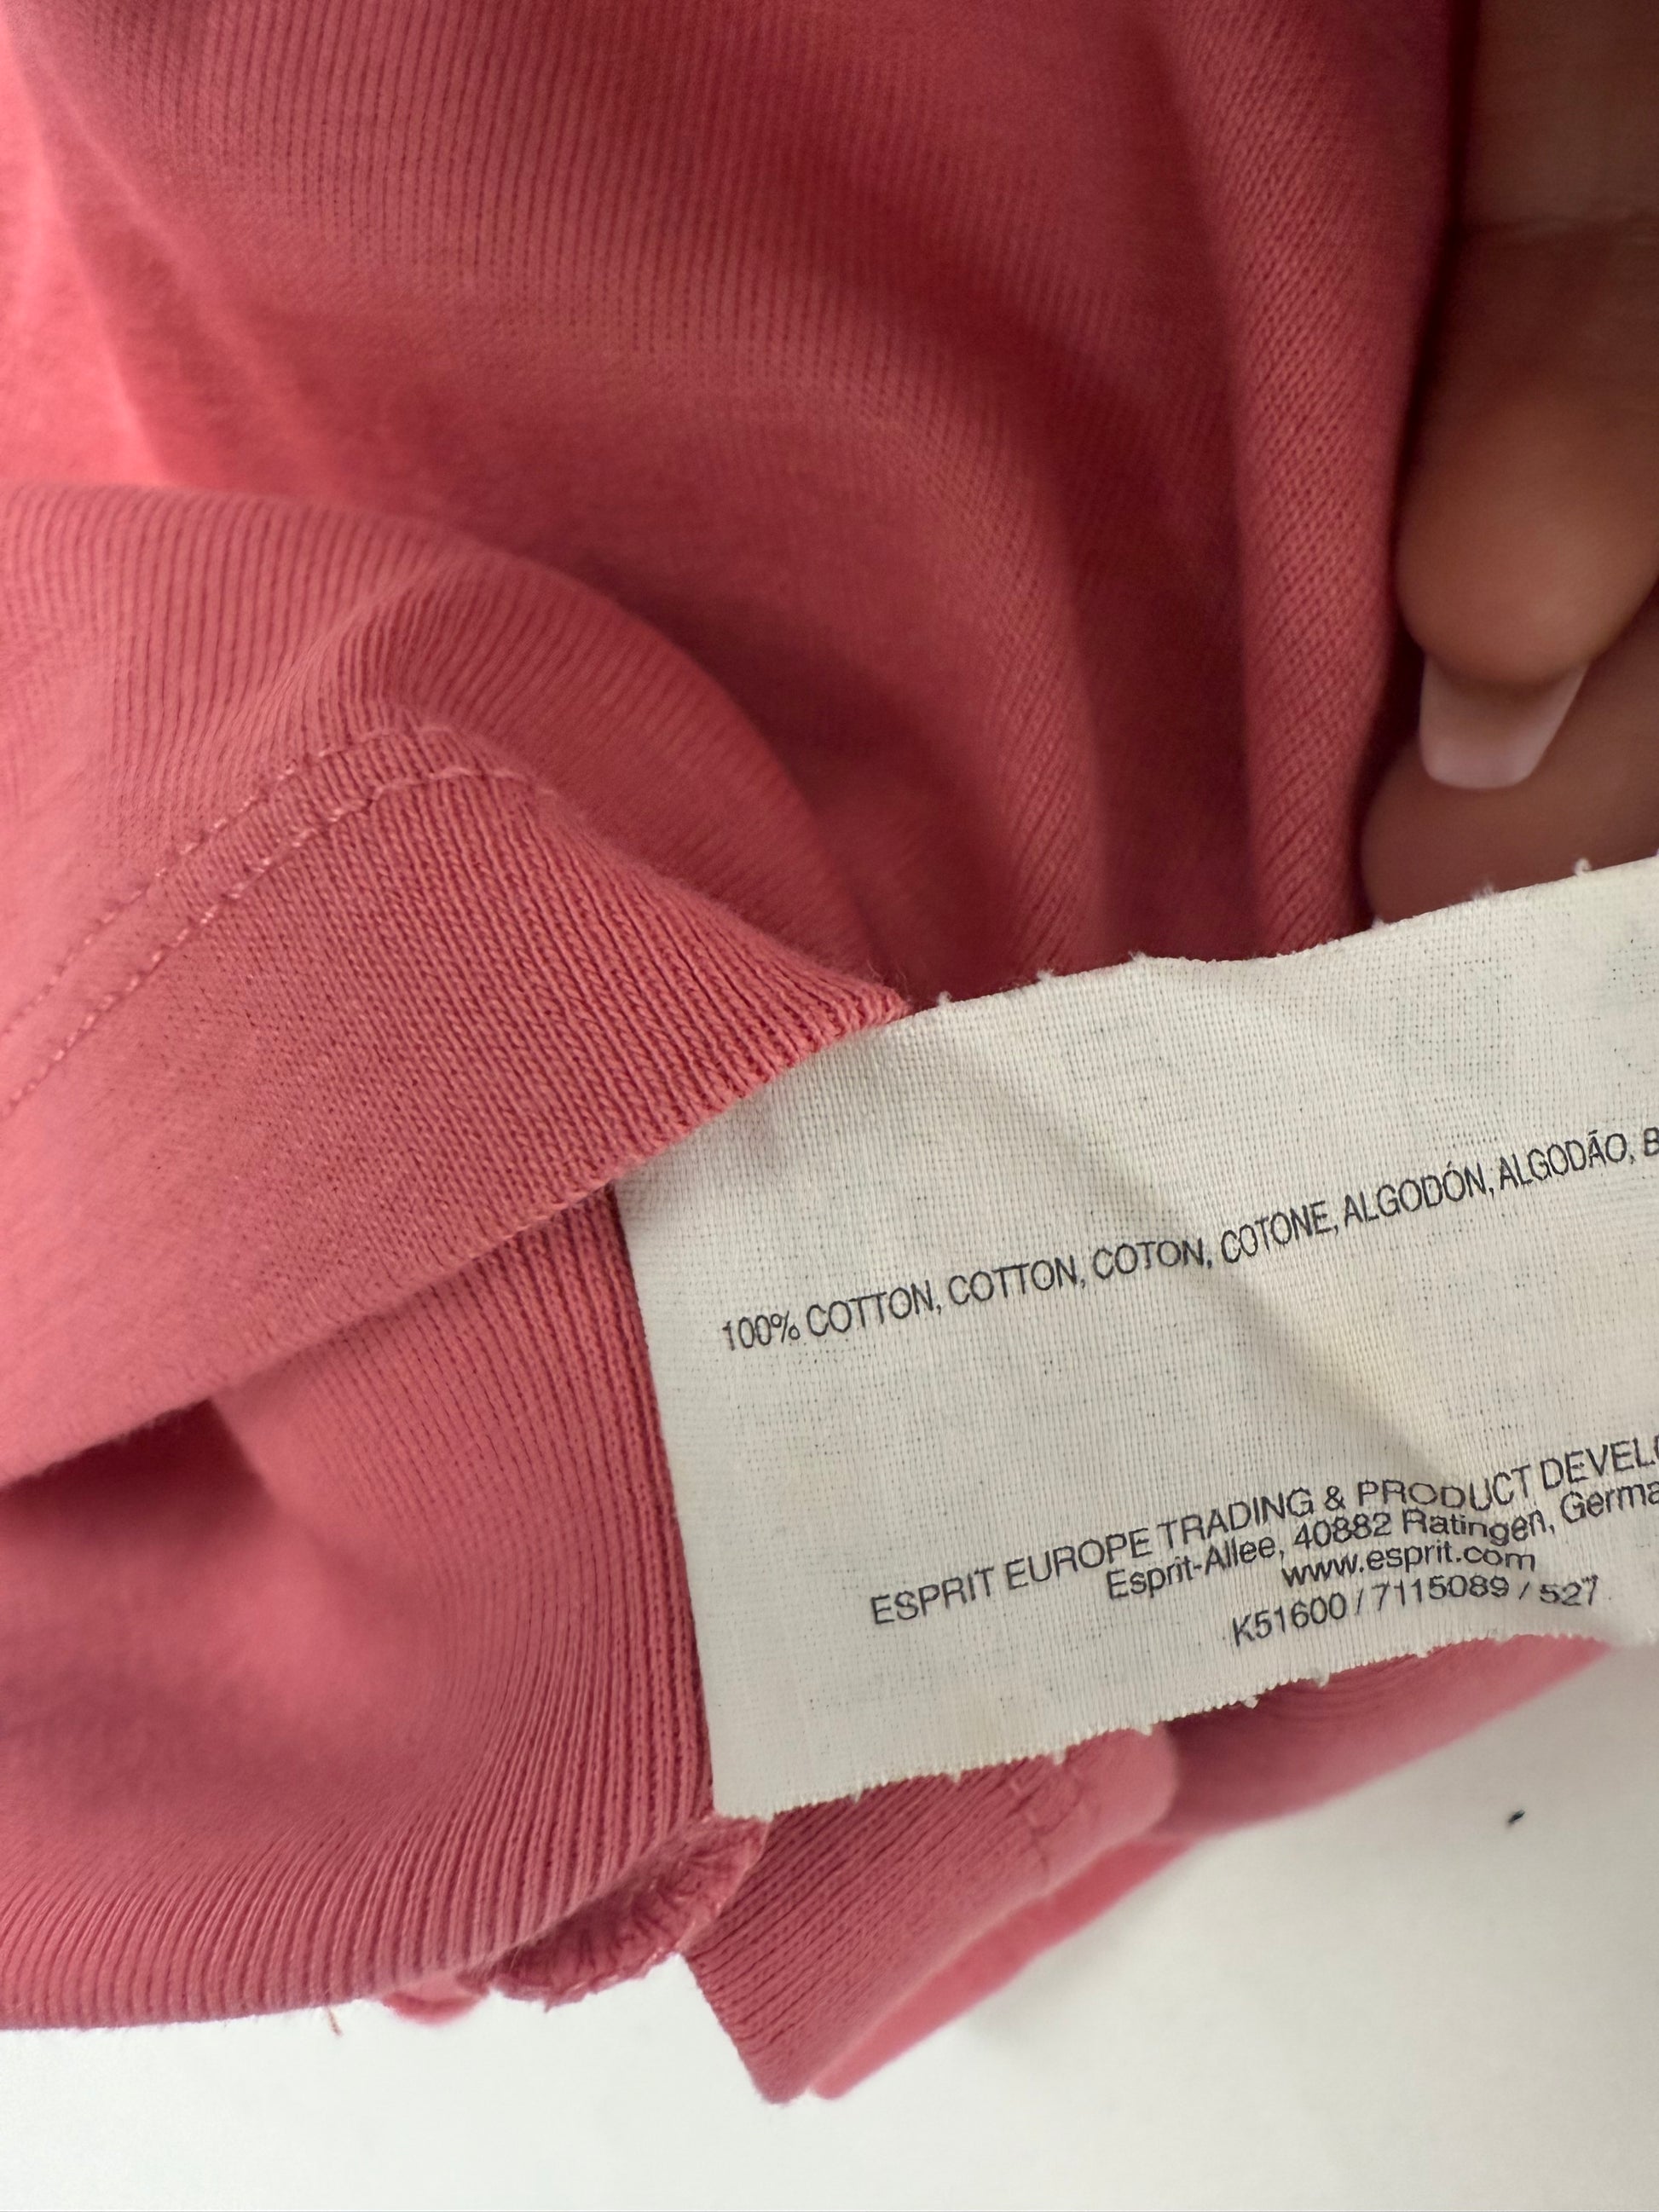 100% COTTON, COTTON, COTON, COTONE, ALGODÓN, ALGODÃO,
ESPRIT EUROPE TRADING & PRODUCT
Esprit-Allee, 40882 Ratingen,
www.esprit.com
K51600 / 7115089 / 527